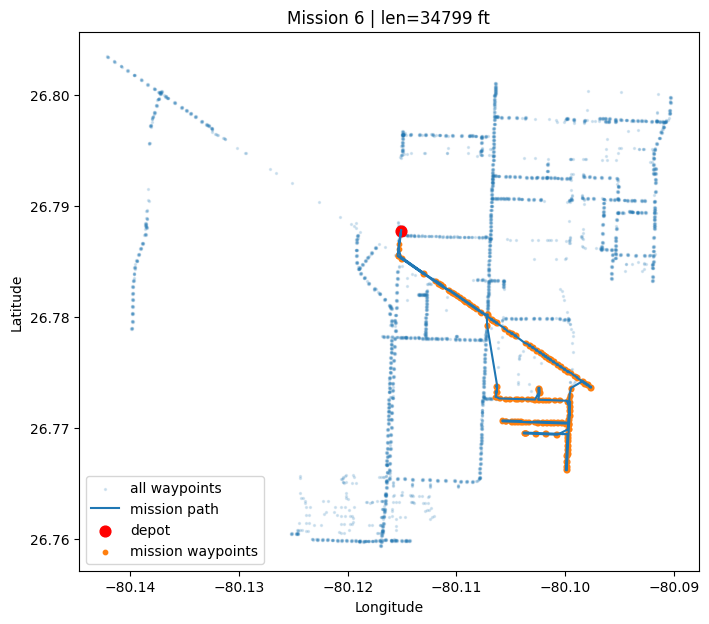 Mission 6 | len=34799 ft
26.80
26.79
26.78
26.77
26.76
Latitude
all waypoints
mission path
depot
mission waypoints
−80.14
−80.13
−80.12
−80.11
−80.10
−80.09
Longitude